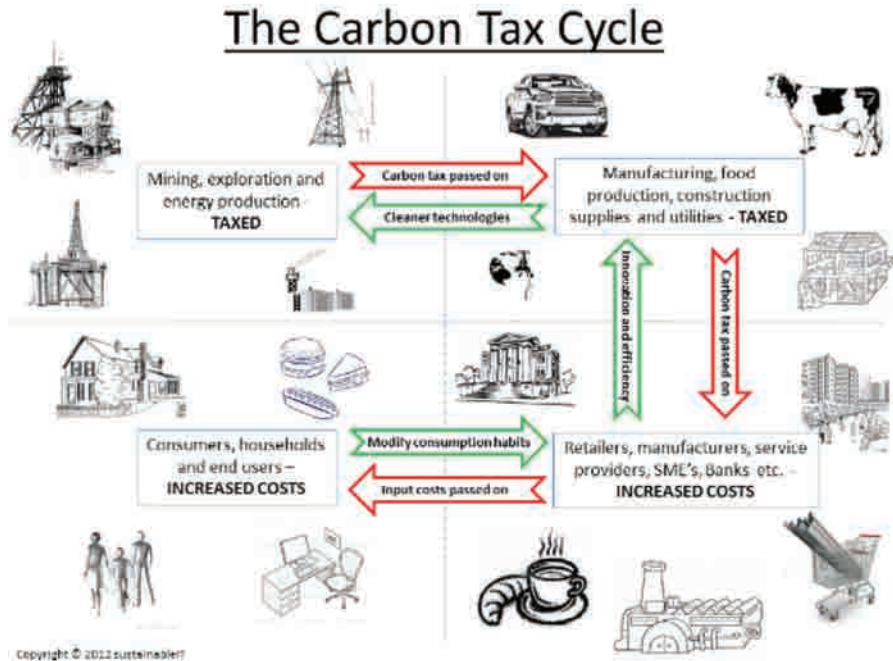 The Carbon Tax Cycle
Mining, exploration and
energy production -
TAXED
Carbon tax passed on
Cleaner technologies
Manufacturing, food
production, construction
supplies and utilities - TAXED
Innovation and efficiency
Carbon tax passed on
Consumers, households
and end users –
INCREASED COSTS
Modify consumption habits
Input costs passed on
Retailers, manufacturers, service
providers, SME's, Banks etc. –
INCREASED COSTS
Copyright © 2012 sustainableIT